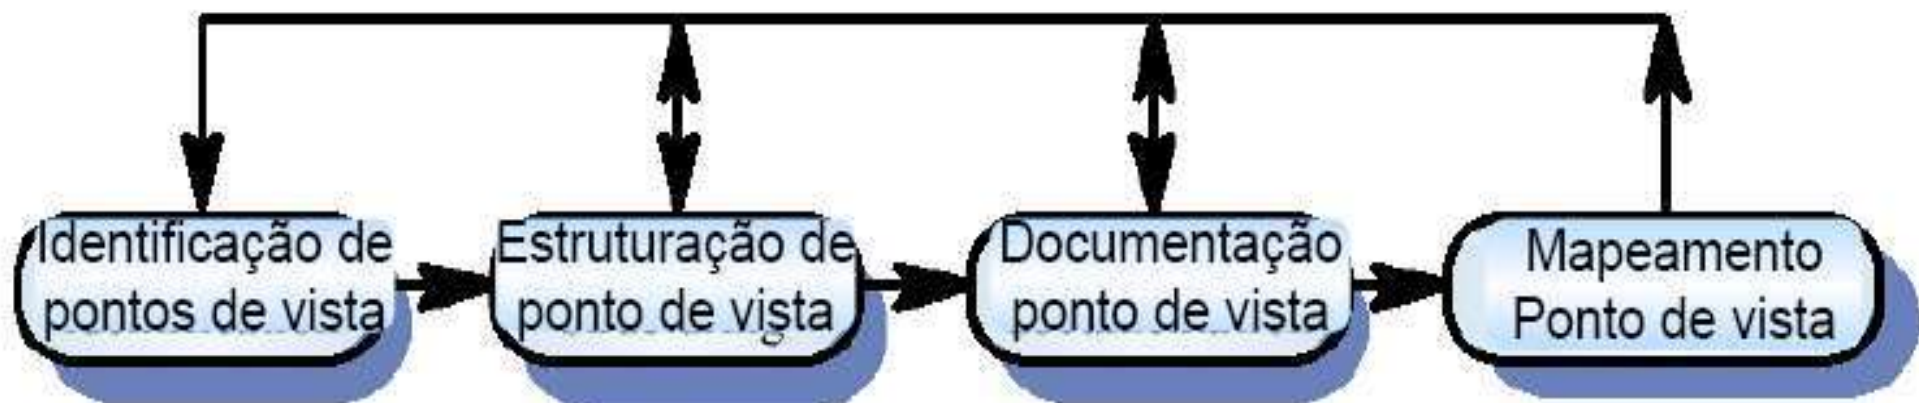 Identificação de
pontos de vista
Estruturação de
ponto de vista
Documentação
ponto de vista
Mapeamento
Ponto de vista